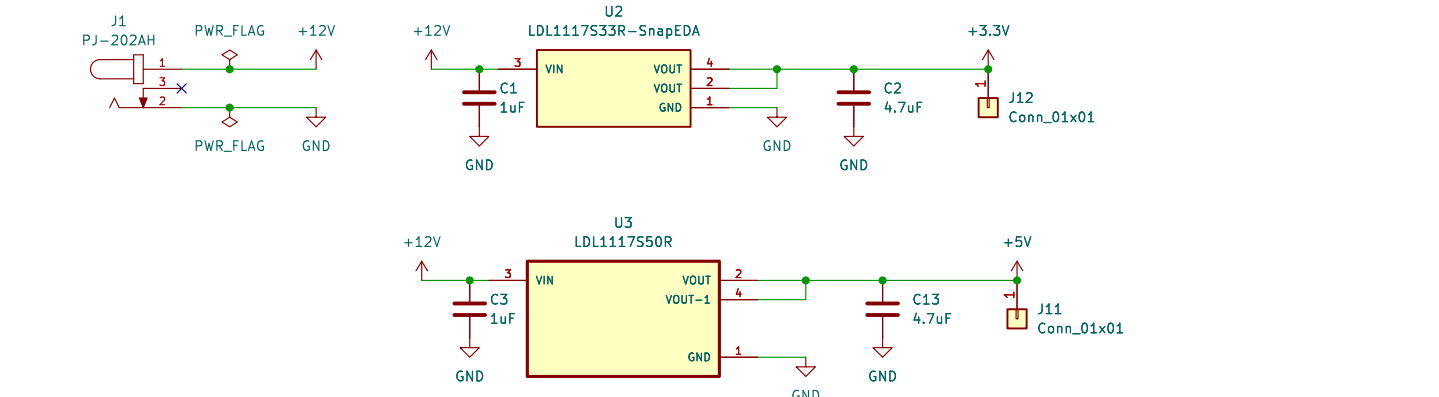 J1
PJ-202AH
1
3
2
PWR_FLAG
+12V
PWR_FLAG
GND
+12V
C1
1uF
GND
U2
LDL1117S33R-SnapEDA
3
VIN
VOUT
4
VOUT
2
GND
1
GND
C2
4.7uF
GND
+3.3V
1
J12
Conn_01x01
+12V
C3
1uF
GND
U3
LDL1117S50R
3
VIN
VOUT
2
VOUT-1
4
GND
1
GND
C13
4.7uF
GND
+5V
1
J11
Conn_01x01